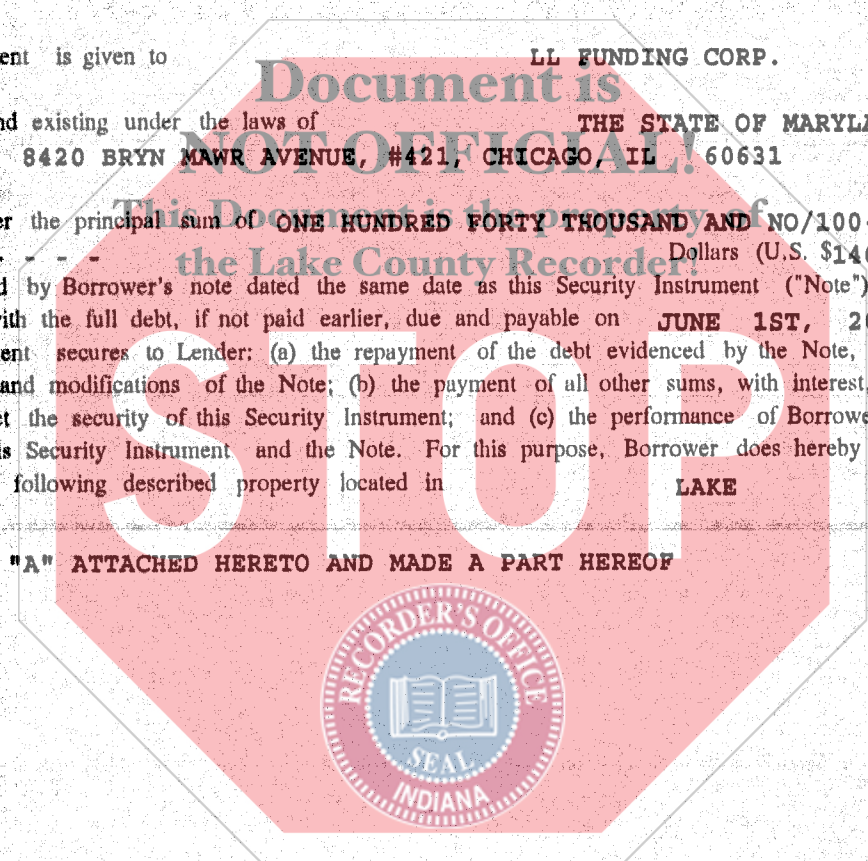 ent is given to LL FUNDING CORP.
Document is
nd existing under the laws of THE STATE OF MARYLA
NOT OFFICIAL!
8420 BRYN MAWR AVENUE, #421, CHICAGO, IL 60631
This Document is the property of
er the principal sum of ONE HUNDRED FORTY THOUSAND AND NO/100-
- - - - Dollars (U.S. $140
the Lake County Recorder!
d by Borrower's note dated the same date as this Security Instrument ("Note")
with the full debt, if not paid earlier, due and payable on JUNE 1ST, 20
ent secures to Lender: (a) the repayment of the debt evidenced by the Note,
and modifications of the Note; (b) the payment of all other sums, with interest,
ct the security of this Security Instrument; and (c) the performance of Borrowe
is Security Instrument and the Note. For this purpose, Borrower does hereby
following described property located in LAKE
STOP
"A" ATTACHED HERETO AND MADE A PART HEREOF
RECORDER'S OFFICE
SEAL
INDIANA